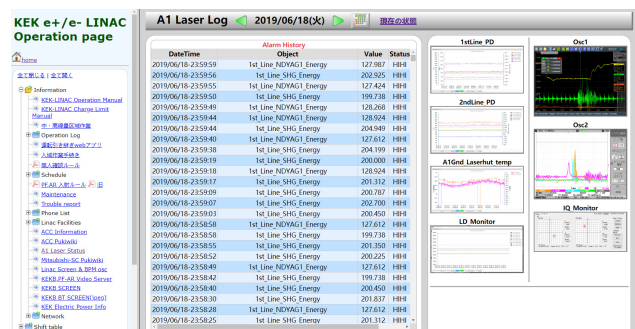 KEK e+/e- LINAC
Operation page
home
全て閉じる | 全て開く
Information
KEK-LINAC Operation Manual
KEK-LINAC Charge Limit
Manual
Operation Log
運転引き継ぎwebアプリ
入域作業手続き
個人確認ルール
Schedule
PF-AR 入射ルール 旧
Maintenance
Trouble report
Phone List
Linac Facilities
ACC Information
ACC Pukiwiki
A1 Laser Status
Mitsubishi-SC Pukiwiki
Linac Screen & BPM osc
KEKB,PF-AR Video Server
KEKB SCREEN
KEKB BT SCREEN(jpeg)
KEK Electric Power Info
Network
Shift table
A1 Laser Log 2019/06/18(火) 現在の状態
Alarm History
DateTime Object Value Status
2019/06/18-23:59:59 1st_Line_NDYAG1_Energy 127.987 HIHI
2019/06/18-23:59:56 1st_Line_SHG_Energy 202.925 HIHI
2019/06/18-23:59:55 1st_Line_NDYAG1_Energy 127.424 HIHI
2019/06/18-23:59:50 1st_Line_SHG_Energy 199.738 HIHI
2019/06/18-23:59:49 1st_Line_NDYAG1_Energy 128.268 HIHI
2019/06/18-23:59:44 1st_Line_NDYAG1_Energy 128.924 HIHI
2019/06/18-23:59:44 1st_Line_SHG_Energy 204.949 HIHI
2019/06/18-23:59:40 1st_Line_NDYAG1_Energy 127.612 HIHI
2019/06/18-23:59:38 1st_Line_SHG_Energy 204.199 HIHI
2019/06/18-23:59:19 1st_Line_SHG_Energy 200.000 HIHI
2019/06/18-23:59:18 1st_Line_NDYAG1_Energy 128.924 HIHI
2019/06/18-23:59:17 1st_Line_SHG_Energy 201.312 HIHI
2019/06/18-23:59:09 1st_Line_SHG_Energy 200.787 HIHI
2019/06/18-23:59:07 1st_Line_SHG_Energy 202.700 HIHI
2019/06/18-23:59:03 1st_Line_SHG_Energy 200.450 HIHI
2019/06/18-23:58:58 1st_Line_NDYAG1_Energy 127.612 HIHI
2019/06/18-23:58:58 1st_Line_SHG_Energy 199.738 HIHI
2019/06/18-23:58:55 1st_Line_SHG_Energy 201.350 HIHI
2019/06/18-23:58:52 1st_Line_SHG_Energy 200.225 HIHI
2019/06/18-23:58:49 1st_Line_NDYAG1_Energy 127.612 HIHI
2019/06/18-23:58:42 1st_Line_SHG_Energy 199.738 HIHI
2019/06/18-23:58:40 1st_Line_SHG_Energy 200.450 HIHI
2019/06/18-23:58:30 1st_Line_SHG_Energy 201.837 HIHI
2019/06/18-23:58:28 1st_Line_NDYAG1_Energy 127.612 HIHI
2019/06/18-23:58:25 1st_Line_SHG_Energy 201.312 HIHI
1stLine_PD
2ndLine_PD
A1Gnd_Laserhut_temp
LD_Monitor
Osc1
Osc2
IQ_Monitor